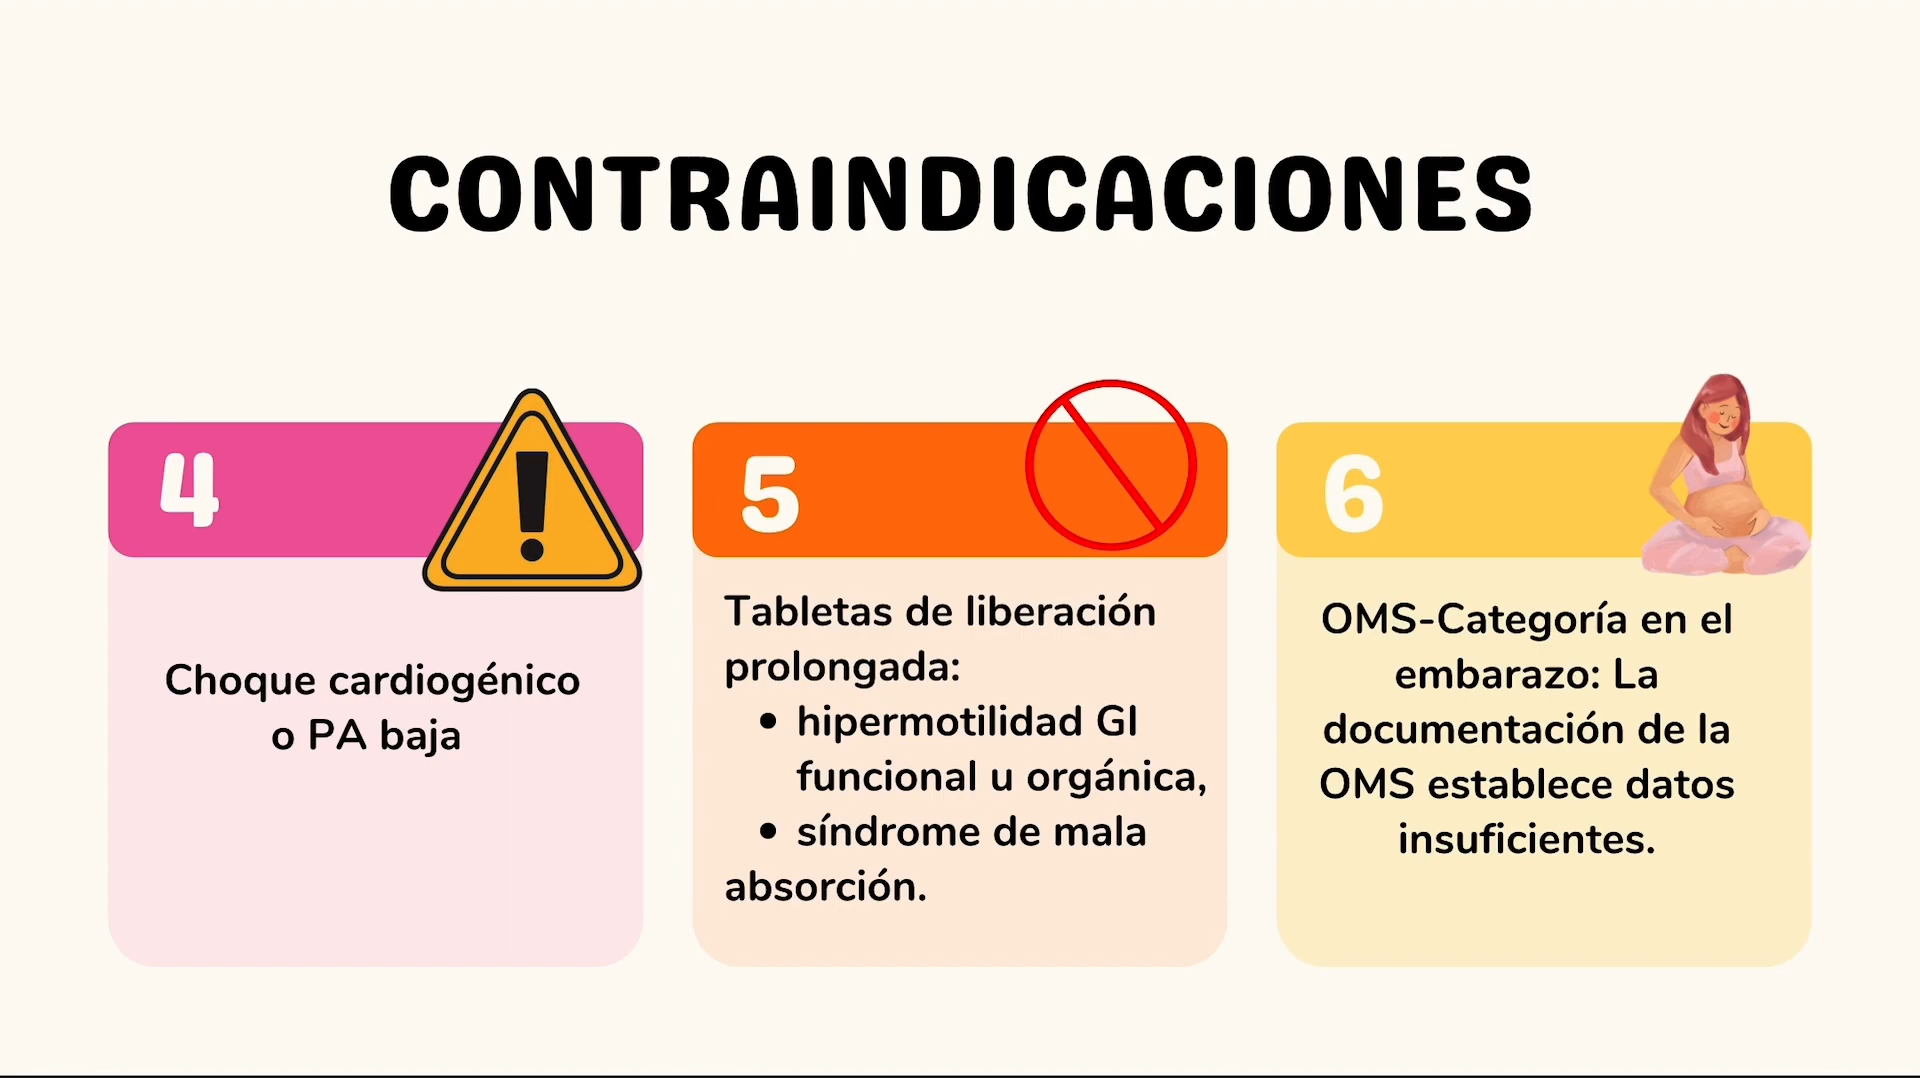 CONTRAINDICACIONES
4
Choque cardiogénico
o PA baja
5
Tabletas de liberación
prolongada:
• hipermotilidad GI
funcional u orgánica,
• síndrome de mala
absorción.
6
OMS-Categoría en el
embarazo: La
documentación de la
OMS establece datos
insuficientes.